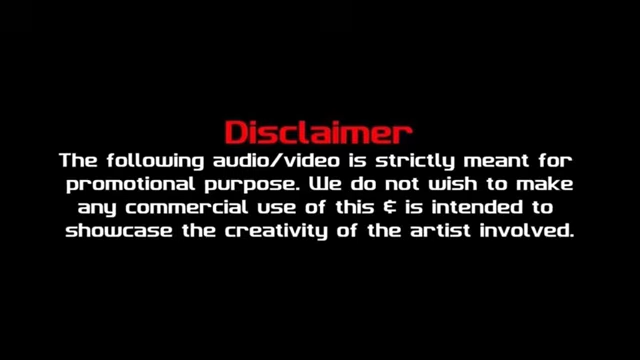 Disclaimer
The following audio/video is strictly meant for
promotional purpose. We do not wish to make
any commercial use of this & is intended to
showcase the creativity of the artist involved.